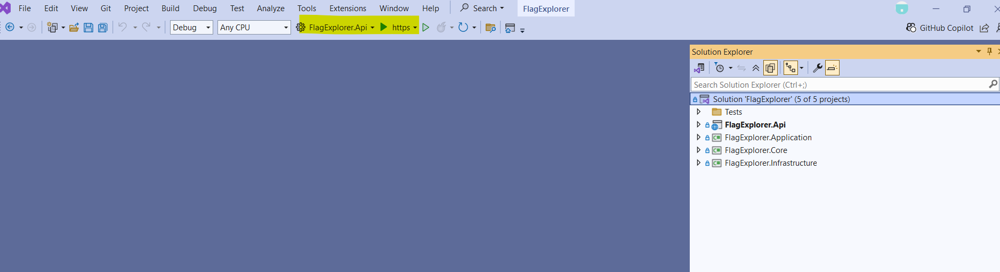 File Edit View Git Project Build Debug Test Analyze Tools Extensions Window Help Search FlagExplorer
Debug Any CPU FlagExplorer.Api https GitHub Copilot
Solution Explorer
Search Solution Explorer (Ctrl+;)
Solution 'FlagExplorer' (5 of 5 projects)
Tests
FlagExplorer.Api
C# FlagExplorer.Application
C# FlagExplorer.Core
C# FlagExplorer.Infrastructure